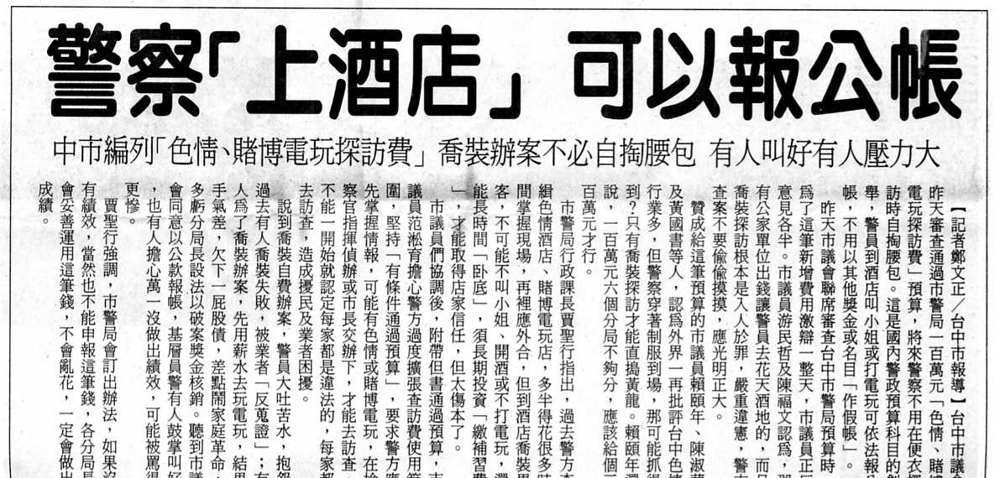 警察「上酒店」可以報公帳
中市編列「色情、賭博電玩探訪費」喬裝辦案不必自掏腰包 有人叫好有人壓力大
【記者鄭文正／台中市報導】台中市議會
昨天審查通過市警局一百萬元「色情、賭博
電玩探訪費」預算，將來警察不用在便衣探
訪時自掏腰包。這是國內警政預算科目的創
舉，警員到酒店叫小姐或打電玩可依法報公
帳，不用以其他獎金或名目「作假帳」。
昨天市議會聯席審查台中市警局預算時，
為了這筆新增費用激辯一整天，市議員正反
意見各半。市議員游民哲及陳福文認為，那
有公家單位出錢讓警員去花天酒地的，而且
喬裝探訪根本是入人於罪，嚴重違憲，警方
查案不要偷偷摸摸，應光明正大。
贊成給這筆預算的市議員賴頤年、陳淑華
及黃國書等人，認為外界一再批評台中色情
行業多，但警察穿著制服到場，那可能抓得
到？只有喬裝探訪才能直搗黃龍。賴頤年還
說，一百萬元六個分局不夠分，應該給個
百萬元才行。
市警局行政課長賈聖行指出，過去警方查
緝色情酒店、賭博電玩店，多半得花很多時
間掌握現場，再裡應外合，但到酒店喬裝男
客，不可能不叫小姐、開酒或不打電玩，還
能長時間「卧底」，須長期投資「繳補習費
」，才能取得店家信任，但太傷本了。
市議員們協調後，附帶但書通過預算，市
議員范淞育擔心警方過度擴張查訪費使用範
圍，堅持「有條件通過預算」，要求警方應
先掌握情報，可能有色情或賭博電玩，在檢
察官指揮偵辦或市長交辦下，才能去訪查，
不能一開始就認定每家都是違法的，每家都
去訪查，造成擾民及業者困擾。
說到喬裝自費辦案，警員大吐苦水，抱怨
過去有人喬裝失敗，被業者「反蒐證」；有
人為了喬裝辦案，先用薪水去玩電玩，結果
手氣差，欠下一屁股債，差點鬧家庭革命，
多虧分局長設法以破案獎金核銷。聽到市議
會同意以公款報帳，基層員警有人鼓掌叫好
，也有人擔心萬一沒做出績效，可能被罵得
更慘。
賈聖行強調，市警局會訂出辦法，如果沒
有績效，當然也不能申報這筆錢，各分局長
會妥善運用這筆錢，不會亂花，一定會做出
成績。